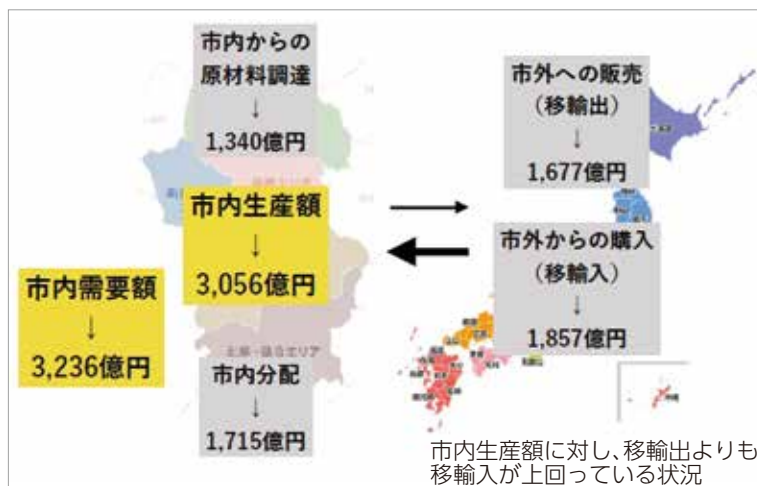 市内からの
原材料調達
↓
1,340億円
市外への販売
（移輸出）
↓
1,677億円
市内生産額
↓
3,056億円
市外からの購入
（移輸入）
↓
1,857億円
市内需要額
↓
3,236億円
市内分配
↓
1,715億円
市内生産額に対し、移輸出よりも
移輸入が上回っている状況